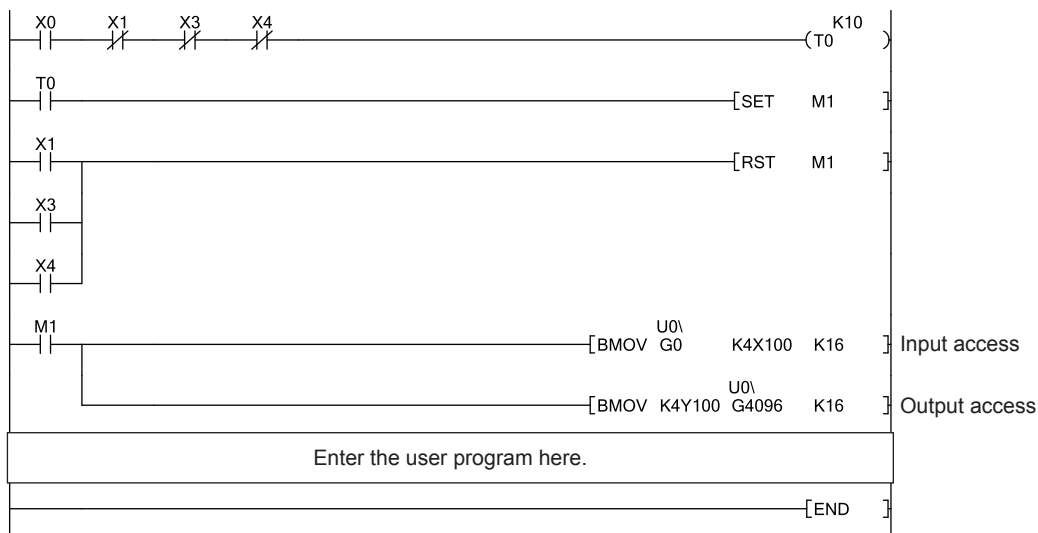 X0 X1 X3 X4 K10
T0
T0
SET M1
X1
RST M1
X3
X4
M1 U0\
BMOV G0 K4X100 K16 Input access
U0\
BMOV K4Y100 G4096 K16 Output access
Enter the user program here.
END